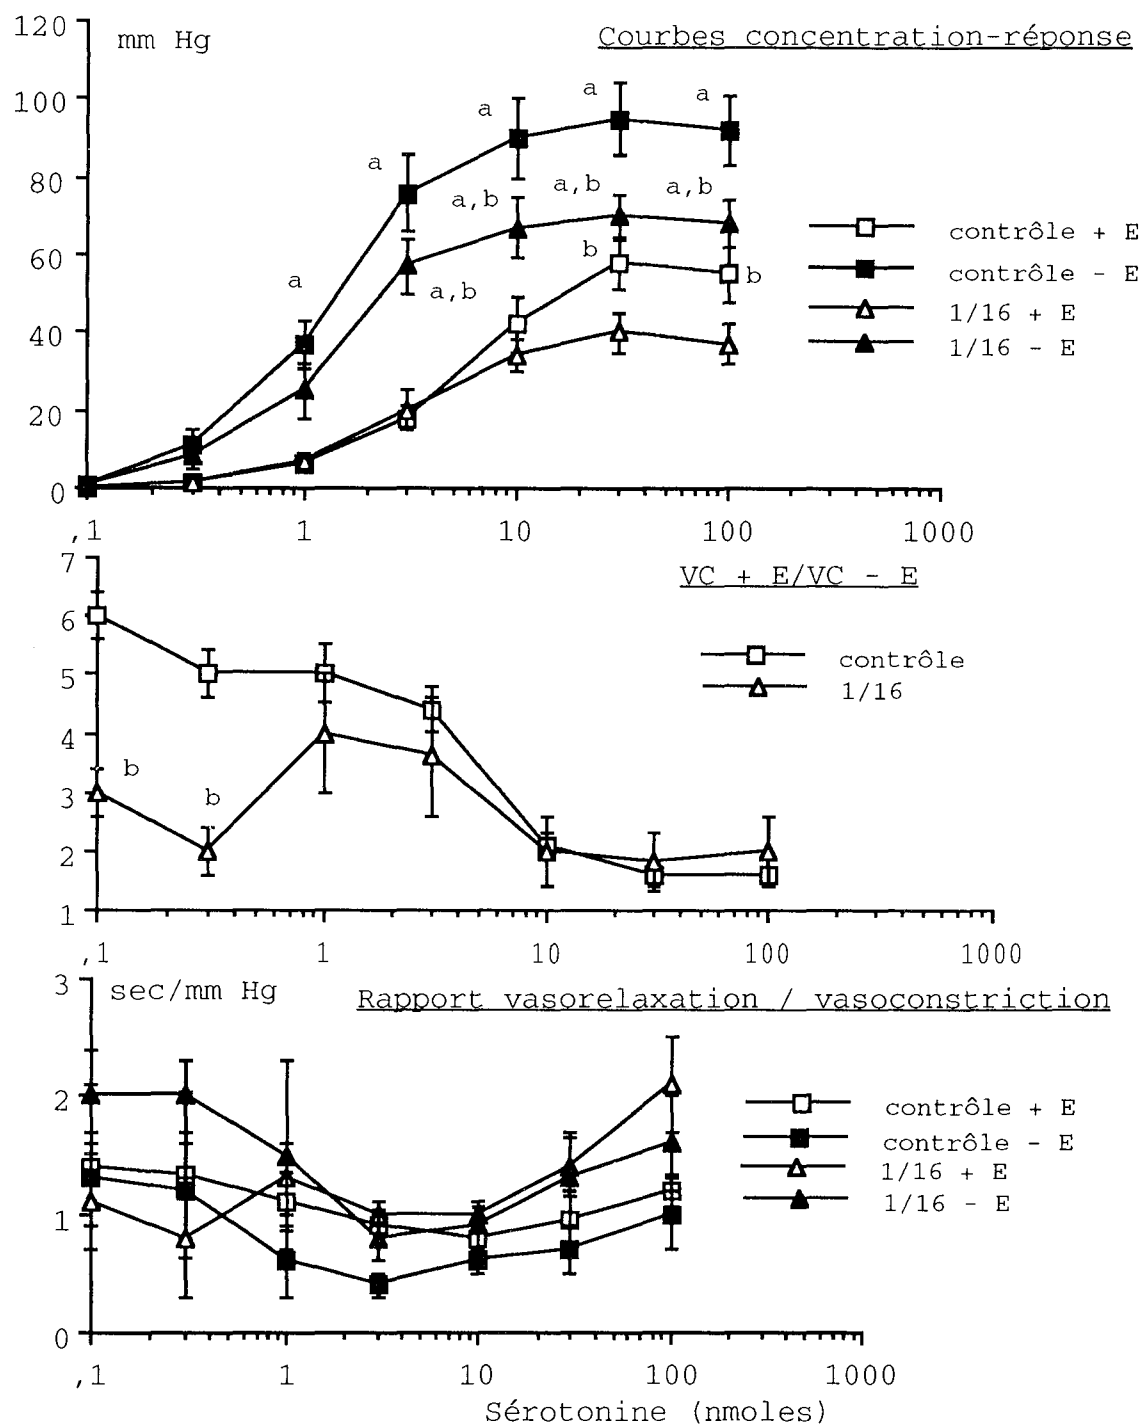 120
mm Hg
Courbes concentration-réponse
100
a
a
a
80
a
a,b
a,b
a,b
60
a
b
a,b
b
contrôle + E
contrôle - E
1/16 + E
1/16 - E
40
20
0
,1 1 10 100 1000
7
VC + E/VC - E
6
5
contrôle
1/16
4
b
3
b
2
1
,1 1 10 100 1000
3
sec/mm Hg
Rapport vasorelaxation / vasoconstriction
2
contrôle + E
contrôle - E
1/16 + E
1/16 - E
1
0
,1 1 10 100 1000
Sérotonine (nmoles)